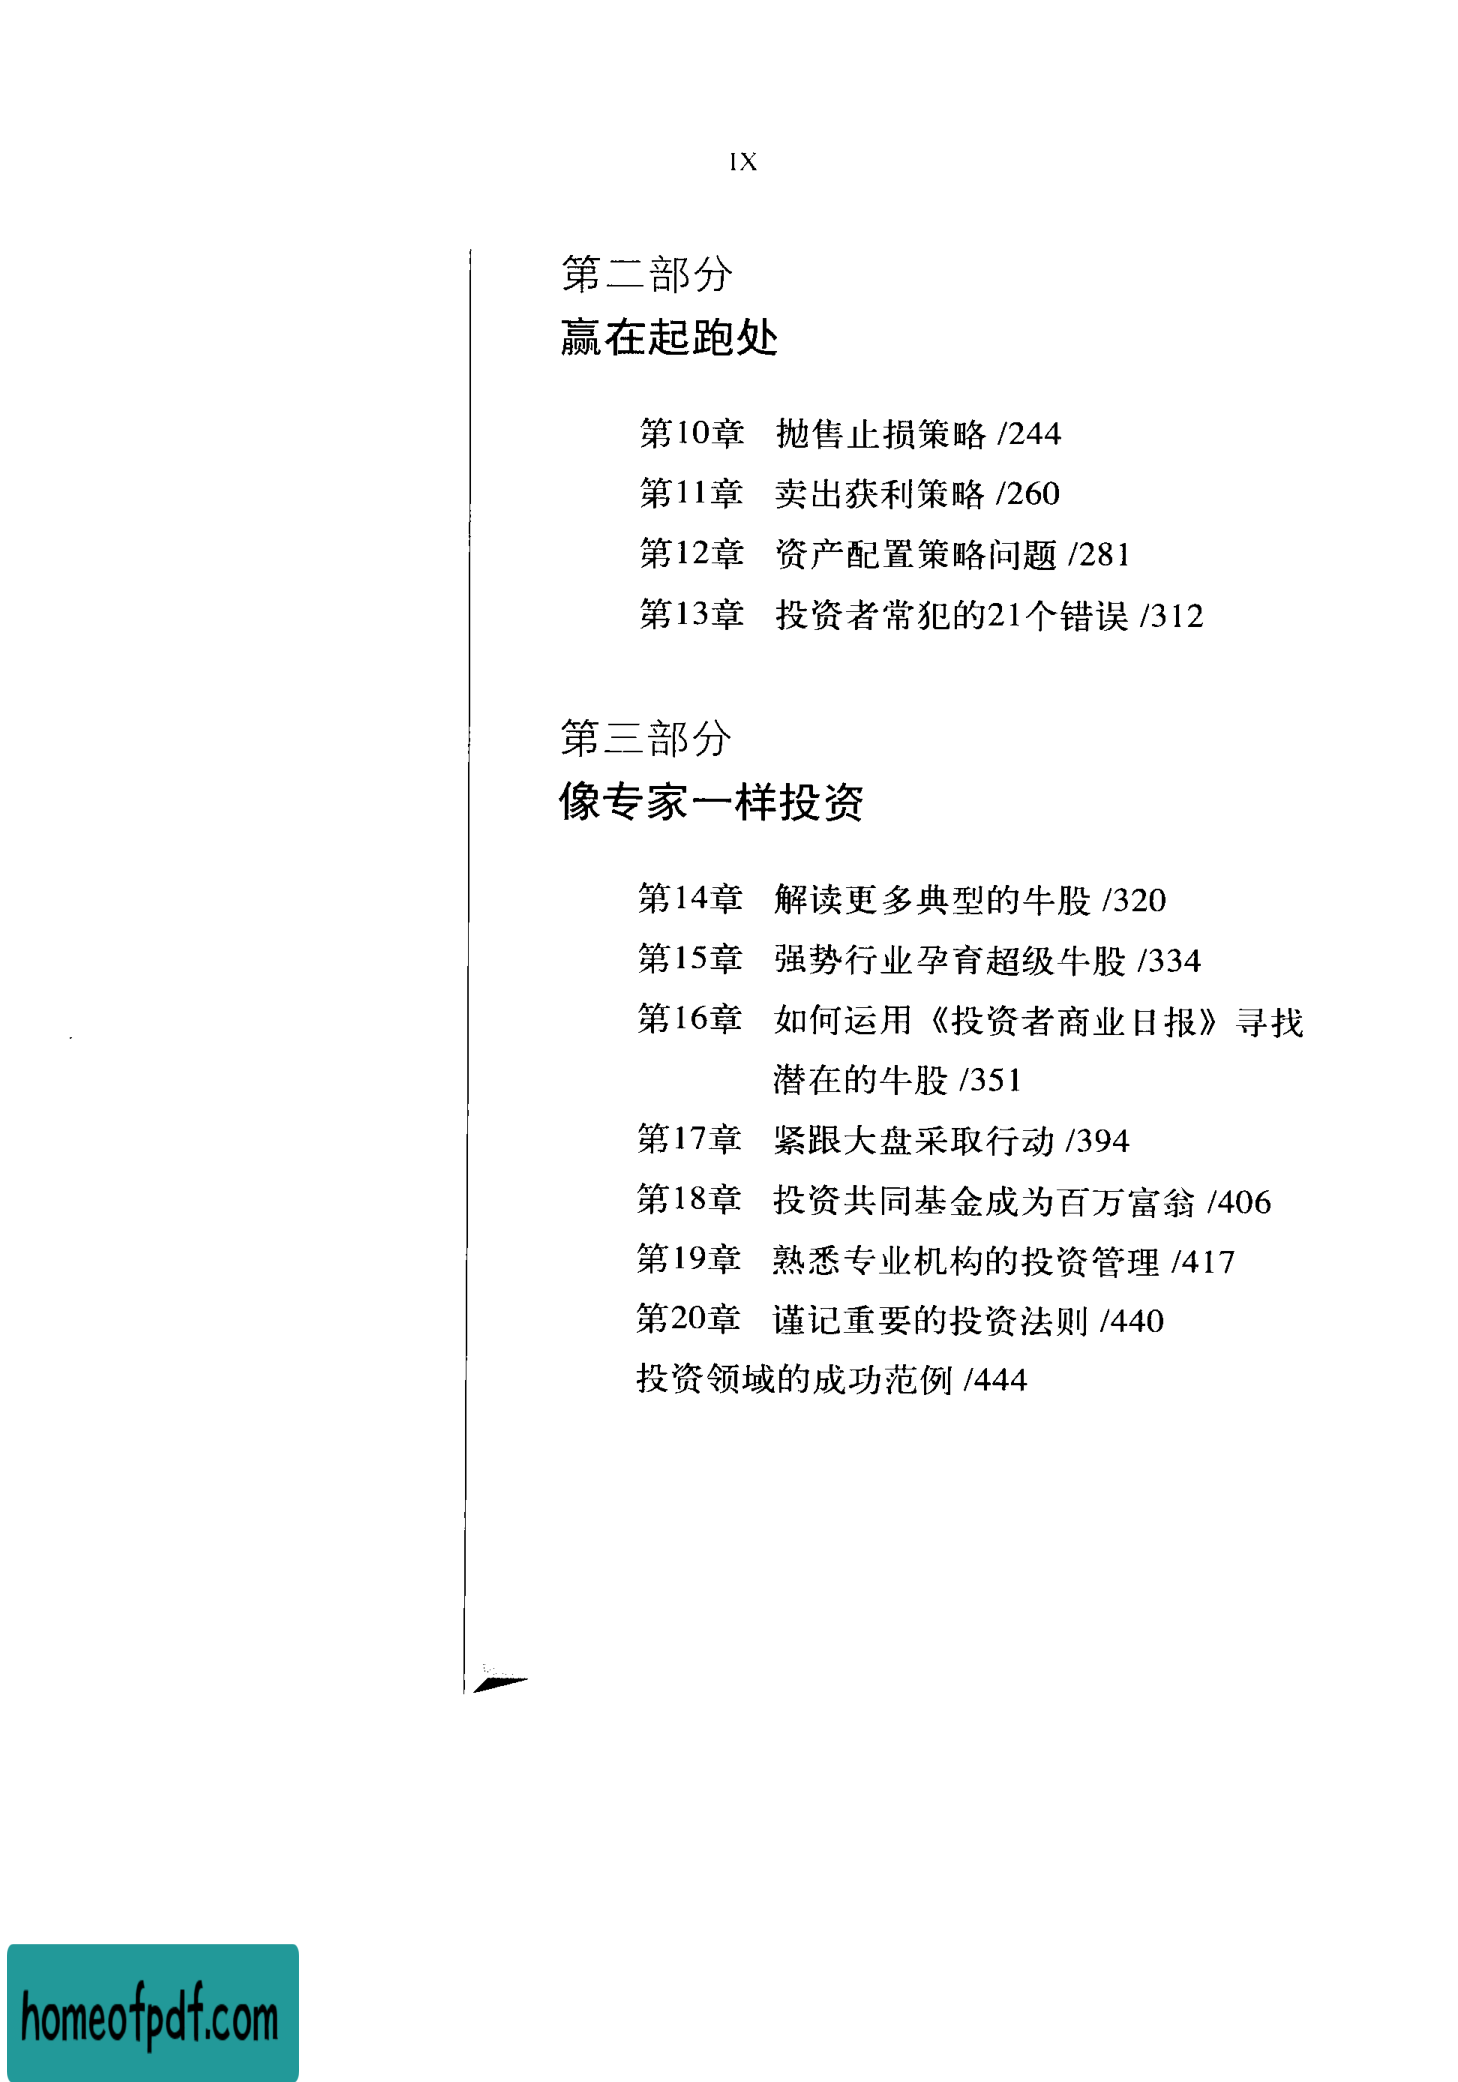 IX
第二部分
赢在起跑处
第10章 抛售止损策略 /244
第11章 卖出获利策略 /260
第12章 资产配置策略问题 /281
第13章 投资者常犯的21个错误 /312
第三部分
像专家一样投资
第14章 解读更多典型的牛股 /320
第15章 强势行业孕育超级牛股 /334
第16章 如何运用《投资者商业日报》寻找
潜在的牛股 /351
第17章 紧跟大盘采取行动 /394
第18章 投资共同基金成为百万富翁 /406
第19章 熟悉专业机构的投资管理 /417
第20章 谨记重要的投资法则 /440
投资领域的成功范例 /444
homeofpdf.com